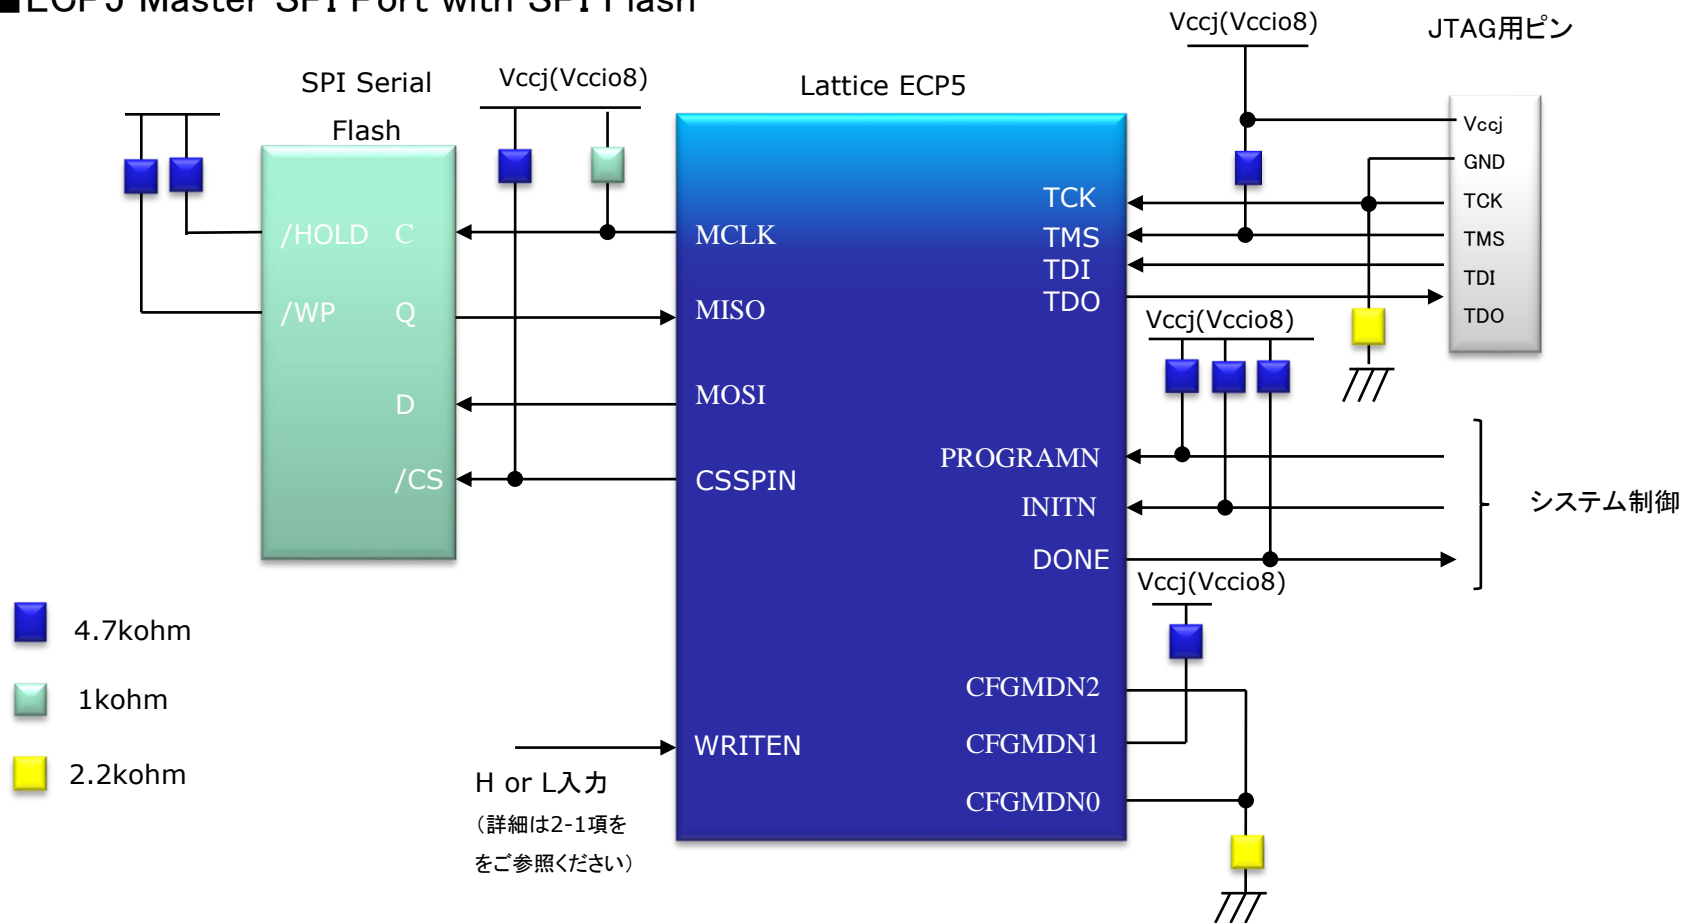 ■ECP5 Master SPI Port with SPI Flash
Vccj(Vccio8)
JTAG用ピン
SPI Serial
Flash
Vccj(Vccio8)
Lattice ECP5
Vccj
GND
TCK
TMS
TDI
TDO
/HOLD
C
/WP
Q
D
/CS
MCLK
MISO
MOSI
CSSPIN
WRITEN
TCK
TMS
TDI
TDO
Vccj(Vccio8)
PROGRAMN
INITN
DONE
システム制御
Vccj(Vccio8)
CFGMDN2
CFGMDN1
CFGMDN0
4.7kohm
1kohm
2.2kohm
H or L入力
（詳細は2-1項を
をご参照ください）